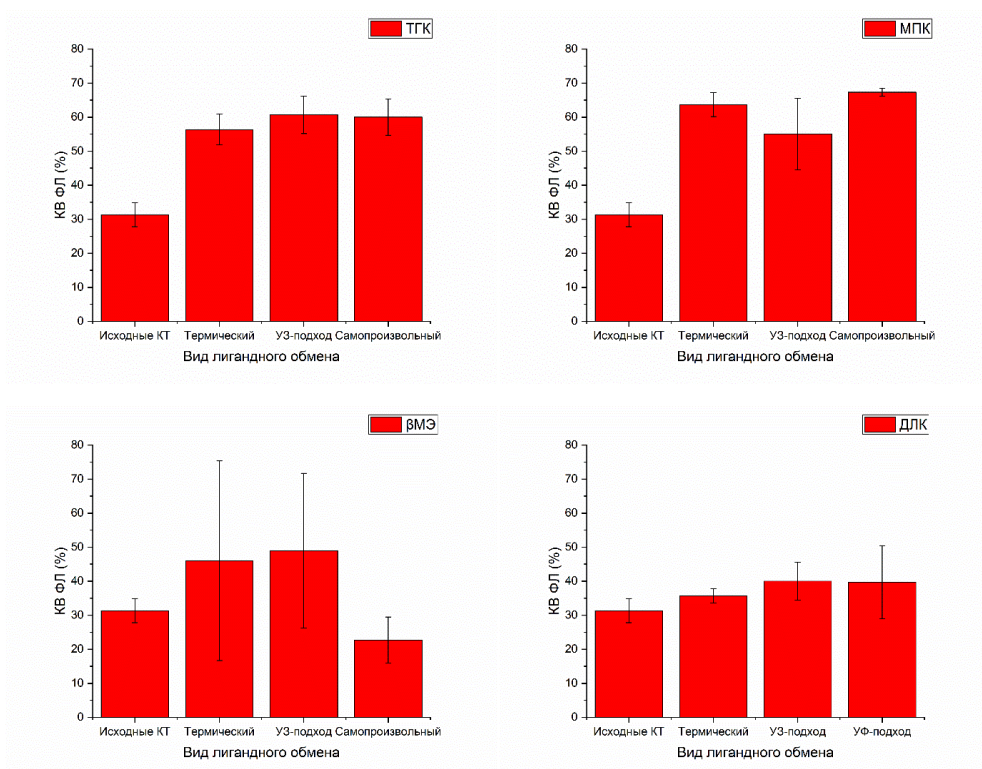 ТГК
80
70
60
50
40
30
20
10
0
КВ ФЛ (%)
Исходные КТ Термический УЗ-подход Самопроизвольный
Вид лигандного обмена
МПК
80
70
60
50
40
30
20
10
0
КВ ФЛ (%)
Исходные КТ Термический УЗ-подход Самопроизвольный
Вид лигандного обмена
βМЭ
80
70
60
50
40
30
20
10
0
КВ ФЛ (%)
Исходные КТ Термический УЗ-подход Самопроизвольный
Вид лигандного обмена
ДЛК
80
70
60
50
40
30
20
10
0
КВ ФЛ (%)
Исходные КТ Термический УЗ-подход УФ-подход
Вид лигандного обмена